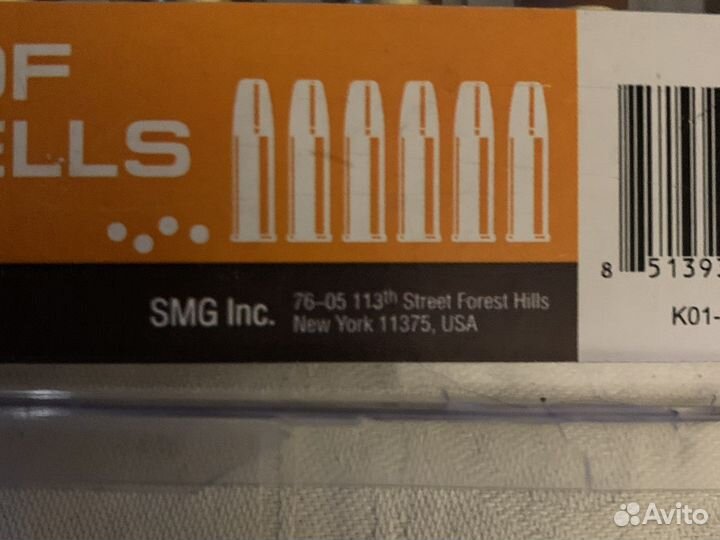 OF
ELLS
SMG Inc.
76–05 113th Street Forest Hills
New York 11375, USA
8 51393
K01-
Avito